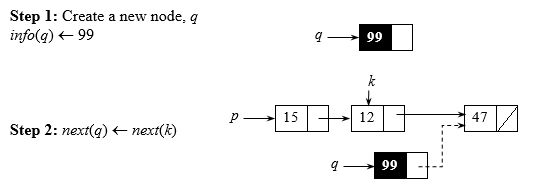 Step 1: Create a new node, q
info(q) ← 99
q 99
k
p 15 12 47
Step 2: next(q) ← next(k)
q 99